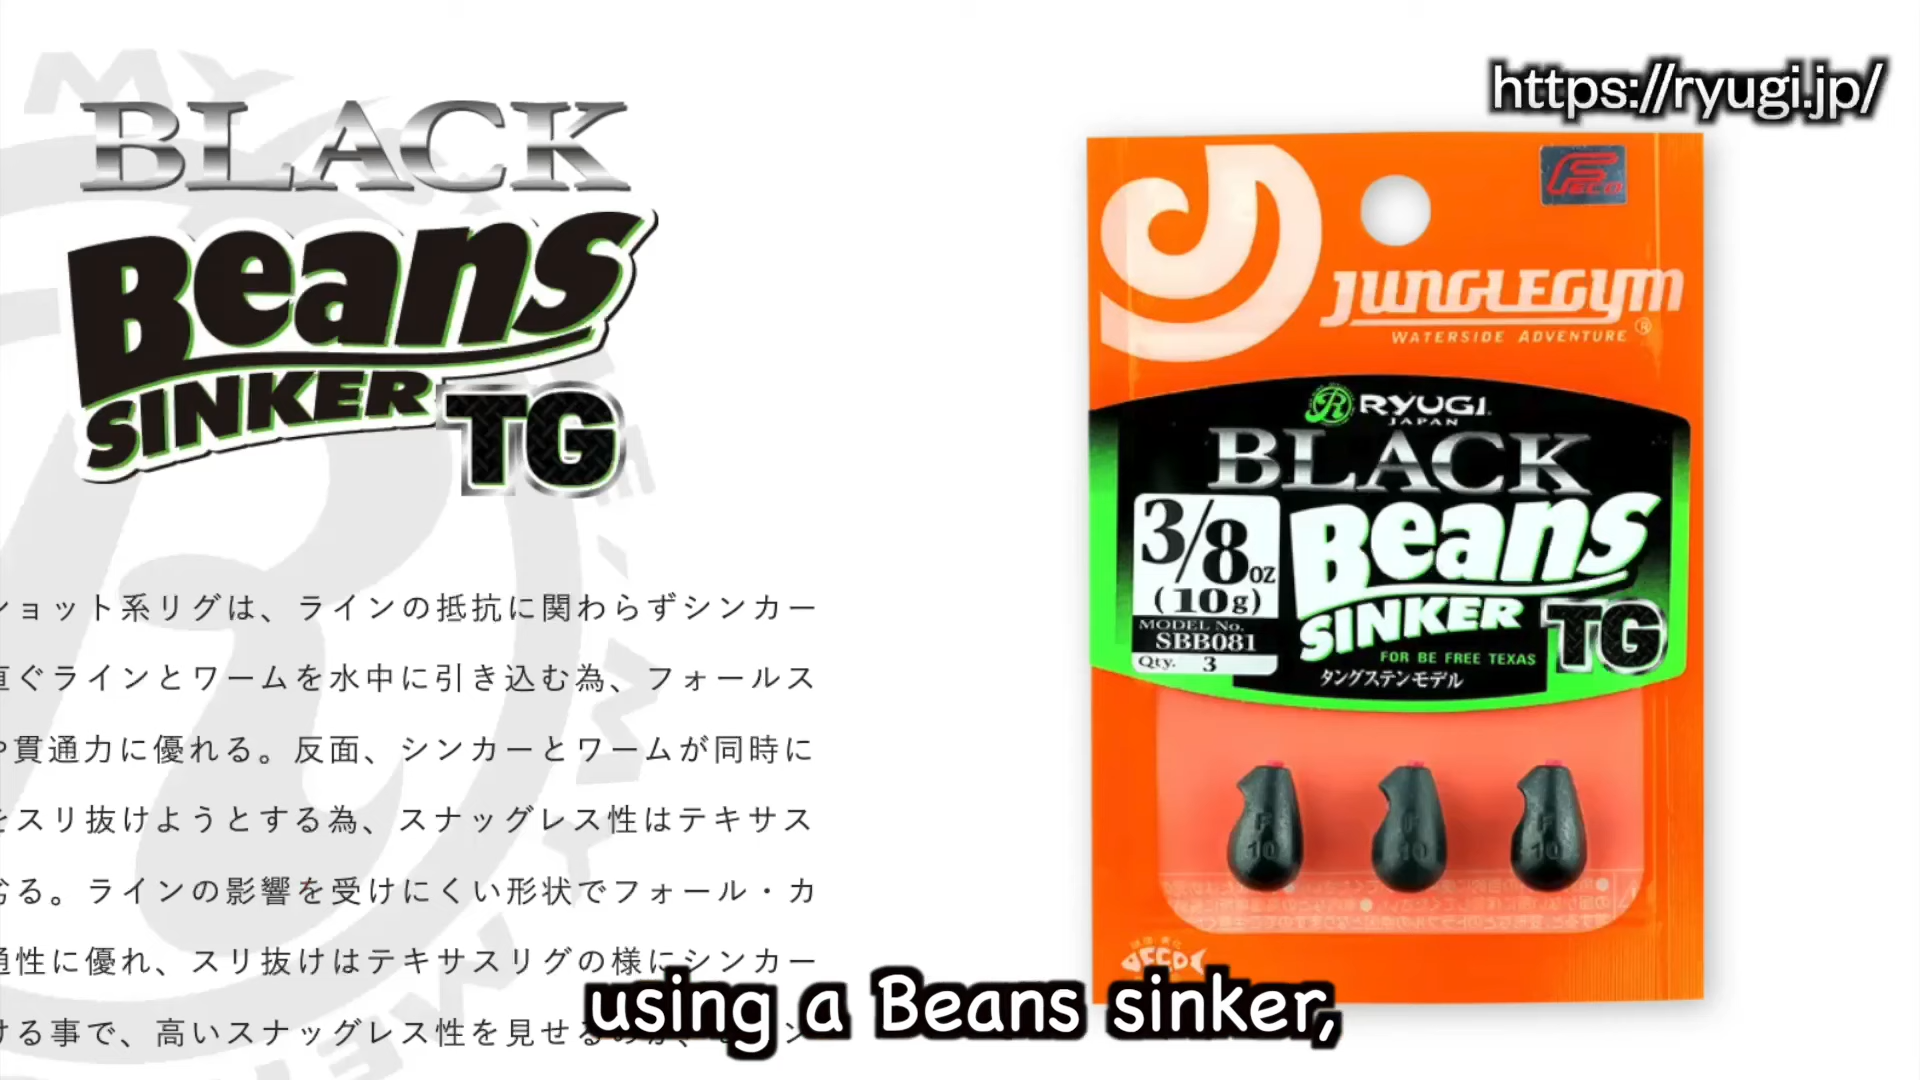 https://ryugi.jp/
BLACK
Beans
SINKER TG
ョット系リグは、ラインの抵抗に関わらずシンカー
ぐラインとワームを水中に引き込む為、フォールス
貫通力に優れる。反面、シンカーとワームが同時に
スリ抜けようとする為、スナッグレス性はテキサス
る。ラインの影響を受けにくい形状でフォール・カ
性に優れ、スリ抜けはテキサスリグの様にシンカー
る事で、高いスナッグレス性を見せる
FECO
JUNGLEGYM®
WATERSIDE ADVENTURE
RYUGI
JAPAN
BLACK
3/8oz
(10g)
MODEL No.
SBB081
Qty. 3
Beans
SINKER TG
FOR BE FREE TEXAS
タングステンモデル
F
10
F
10
F
10
using a Beans sinker,